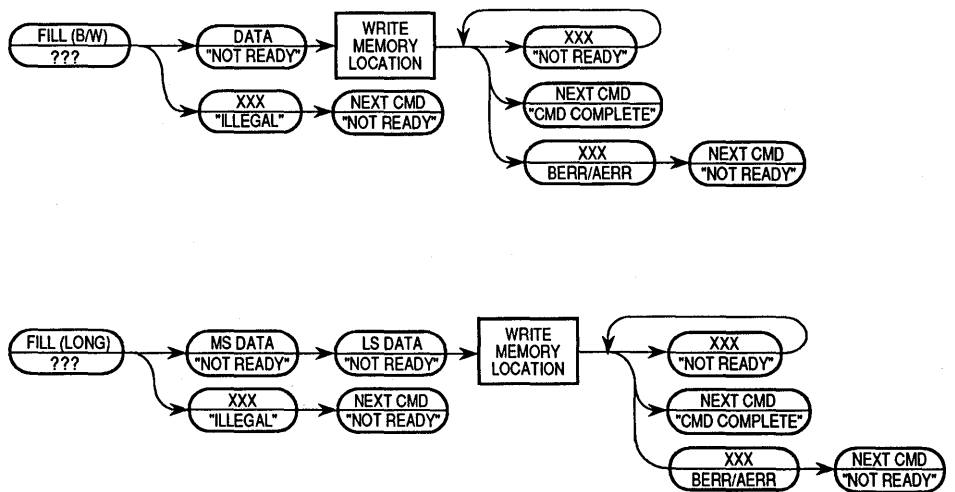 FILL (B/W)
???
DATA
"NOT READY"
WRITE
MEMORY
LOCATION
XXX
"NOT READY"
XXX
"ILLEGAL"
NEXT CMD
"NOT READY"
NEXT CMD
"CMD COMPLETE"
XXX
BERR/AERR
NEXT CMD
"NOT READY"
FILL (LONG)
???
MS DATA
"NOT READY"
LS DATA
"NOT READY"
WRITE
MEMORY
LOCATION
XXX
"NOT READY"
XXX
"ILLEGAL"
NEXT CMD
"NOT READY"
NEXT CMD
"CMD COMPLETE"
XXX
BERR/AERR
NEXT CMD
"NOT READY"